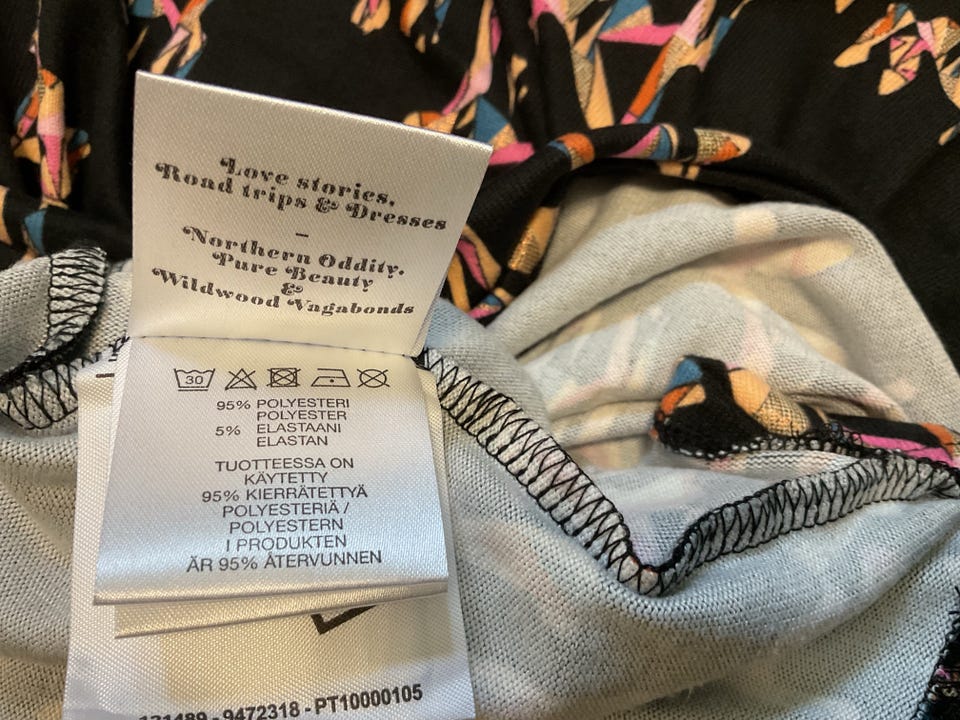 Love stories,
Road trips & Dresses
–
Northern Oddity.
Pure Beauty
&
Wildwood Vagabonds
30
95% POLYESTERI
POLYESTER
5% ELASTAANI
ELASTAN
TUOTTEESSA ON
KÄYTETTY
95% KIERRÄTETTYÄ
POLYESTERIÄ /
POLYESTERN
I PRODUKTEN
ÄR 95% ÅTERVUNNEN
- 9472318 - PT10000105